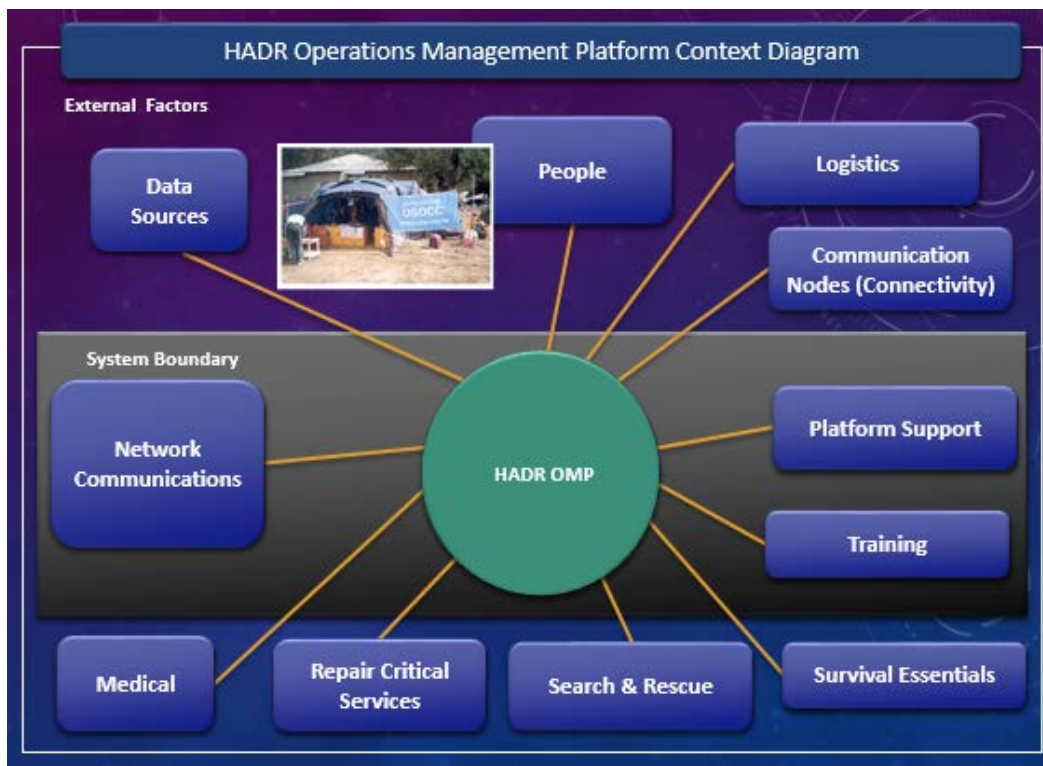 HADR Operations Management Platform Context Diagram
External Factors
Data
Sources
OSOCC
People
Logistics
Communication
Nodes (Connectivity)
System Boundary
Network
Communications
HADR OMP
Platform Support
Training
Medical
Repair Critical
Services
Search & Rescue
Survival Essentials